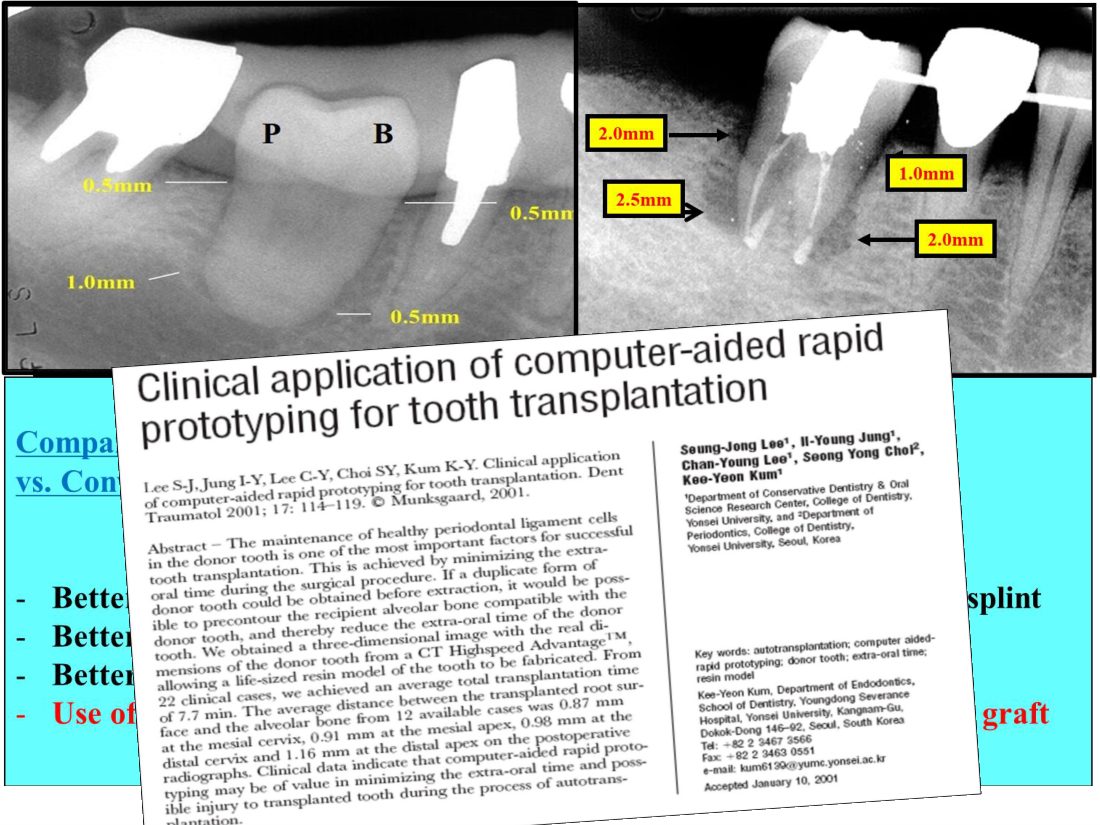 P
B
0.5mm
0.5mm
1.0mm
0.5mm
2.0mm
1.0mm
2.5mm
2.0mm
Clinical application of computer-aided rapid
prototyping for tooth transplantation
Lee S-J, Jung I-Y, Lee C-Y, Choi SY, Kum K-Y. Clinical application
of computer-aided rapid prototyping for tooth transplantation. Dent
Traumatol 2001; 17: 114–119. © Munksgaard, 2001.
Abstract – The maintenance of healthy periodontal ligament cells
in the donor tooth is one of the most important factors for successful
tooth transplantation. This is achieved by minimizing the extra-
oral time during the surgical procedure. If a duplicate form of
donor tooth could be obtained before extraction, it would be poss-
ible to precontour the recipient alveolar bone compatible with the
donor tooth, and thereby reduce the extra-oral time of the donor
tooth. We obtained a three-dimensional image with the real di-
mensions of the donor tooth from a CT Highspeed Advantage™,
allowing a life-sized resin model of the tooth to be fabricated. From
22 clinical cases, we achieved an average total transplantation time
of 7.7 min. The average distance between the transplanted root sur-
face and the alveolar bone from 12 available cases was 0.87 mm
at the mesial cervix, 0.91 mm at the mesial apex, 0.98 mm at the
distal cervix and 1.16 mm at the distal apex on the postoperative
radiographs. Clinical data indicate that computer-aided rapid proto-
typing may be of value in minimizing the extra-oral time and poss-
ible injury to transplanted tooth during the process of autotrans-
plantation.
Seung-Jong Lee¹, Il-Young Jung¹,
Chan-Young Lee¹, Seong Yong Choi²,
Kee-Yeon Kum¹
¹Department of Conservative Dentistry & Oral
Science Research Center, College of Dentistry,
Yonsei University, and ²Department of
Periodontics, College of Dentistry,
Yonsei University, Seoul, Korea
Key words: autotransplantation; computer aided-
rapid prototyping; donor tooth; extra-oral time;
resin model
Kee-Yeon Kum, Department of Endodontics,
School of Dentistry, Youngdong Severance
Hospital, Yonsei University, Kangnam-Gu,
Dokok-Dong 146–92, Seoul, South Korea
Tel: +82 2 3467 3566
Fax: +82 2 3463 0551
e-mail: kum6139@yumc.yonsei.ac.kr
Accepted January 10, 2001
Compa
vs. Con
- Bette
splint
- Better
- Better
- Use of
graft